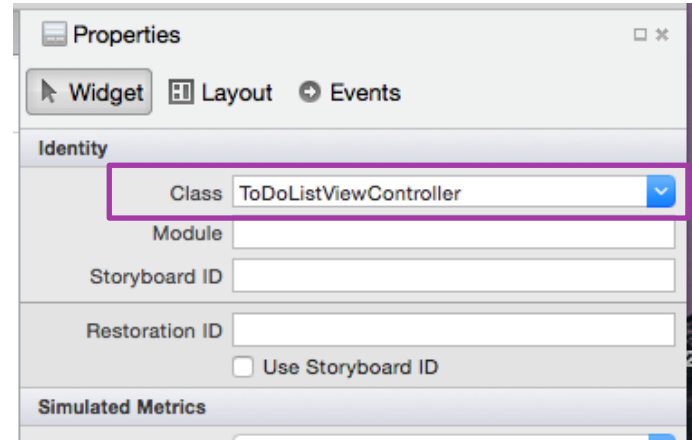 Properties
Widget Layout Events
Identity
Class ToDoListViewController
Module
Storyboard ID
Restoration ID
Use Storyboard ID
Simulated Metrics